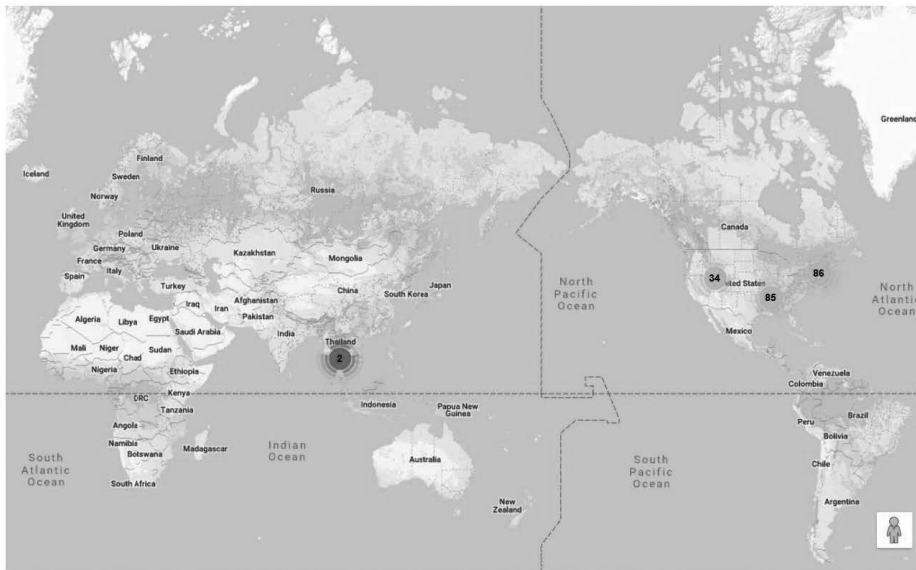 Greenland
Iceland
Finland
Sweden
Norway
Russia
United
Kingdom
Poland
Germany
Ukraine
France
Italy
Spain
Turkey
Kazakhstan
Mongolia
China
South Korea
Japan
Afghanistan
Iraq
Iran
Pakistan
Algeria
Libya
Egypt
Saudi Arabia
India
Thailand
2
Mali
Niger
Chad
Sudan
Nigeria
Ethiopia
DRC
Kenya
Tanzania
Angola
Namibia
Botswana
Madagascar
South Africa
Indonesia
Papua New
Guinea
Australia
New
Zealand
South
Atlantic
Ocean
Indian
Ocean
North
Pacific
Ocean
South
Pacific
Ocean
Canada
34
ited States
86
85
Mexico
North
Atlantic
Ocean
Venezuela
Colombia
Brazil
Peru
Bolivia
Chile
Argentina